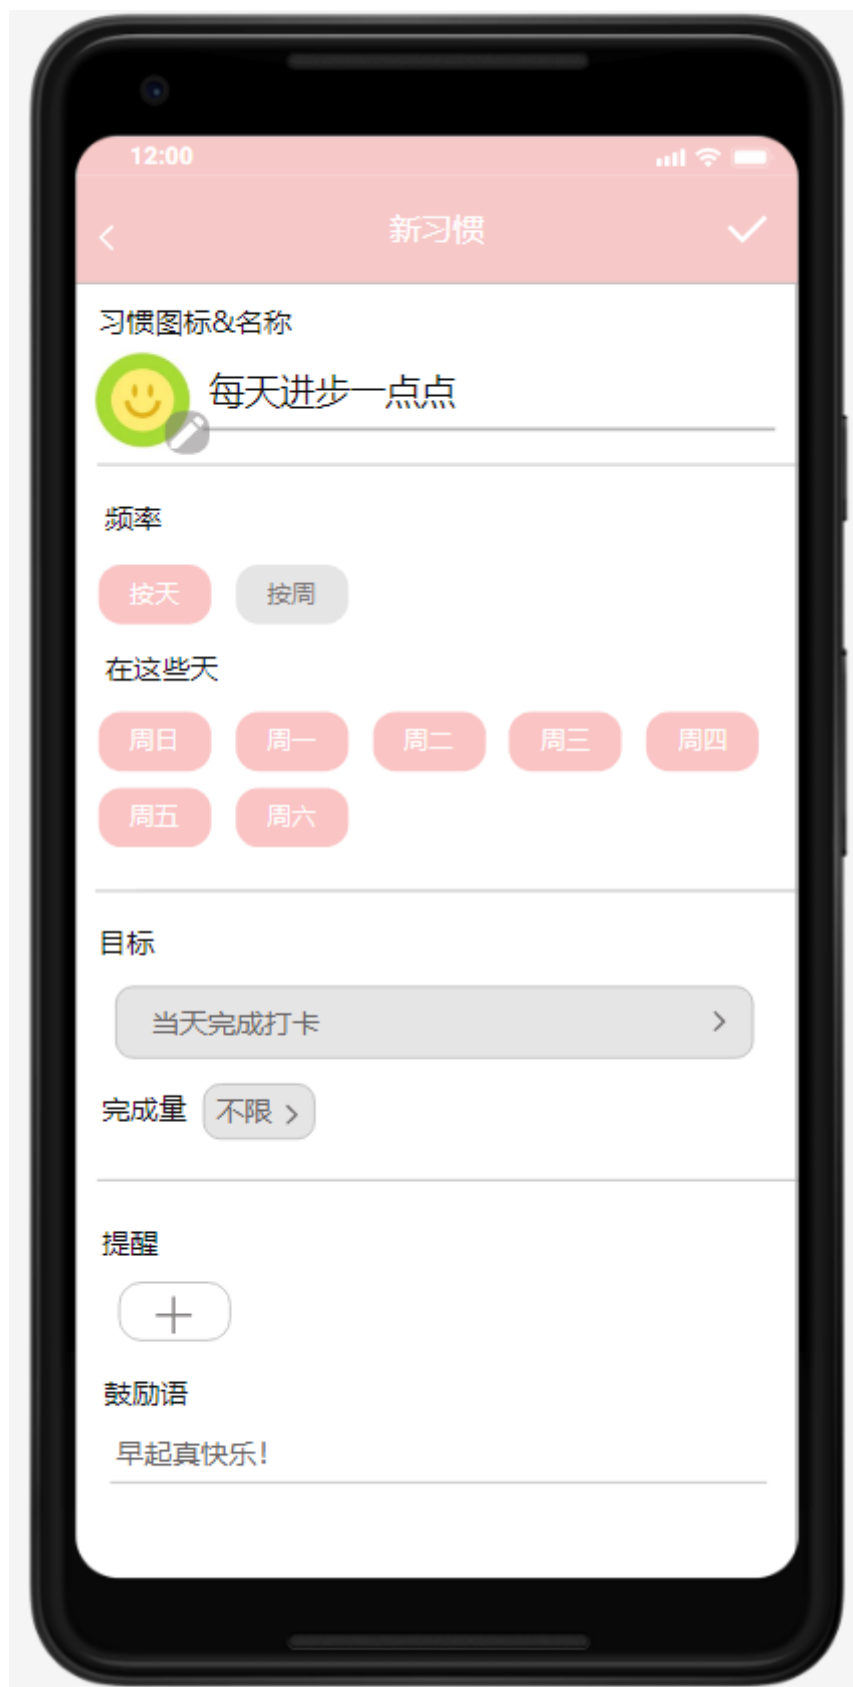 12:00
新习惯
习惯图标&名称
每天进步一点点
频率
按天 按周
在这些天
周日 周一 周二 周三 周四
周五 周六
目标
当天完成打卡
完成量 不限
提醒
鼓励语
早起真快乐！